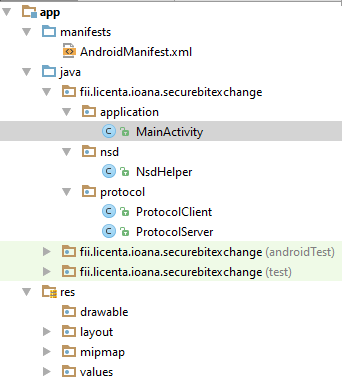 app
manifests
AndroidManifest.xml
java
fii.licenta.ioana.securebitexchange
application
MainActivity
nsd
NsdHelper
protocol
ProtocolClient
ProtocolServer
fii.licenta.ioana.securebitexchange (androidTest)
fii.licenta.ioana.securebitexchange (test)
res
drawable
layout
mipmap
values